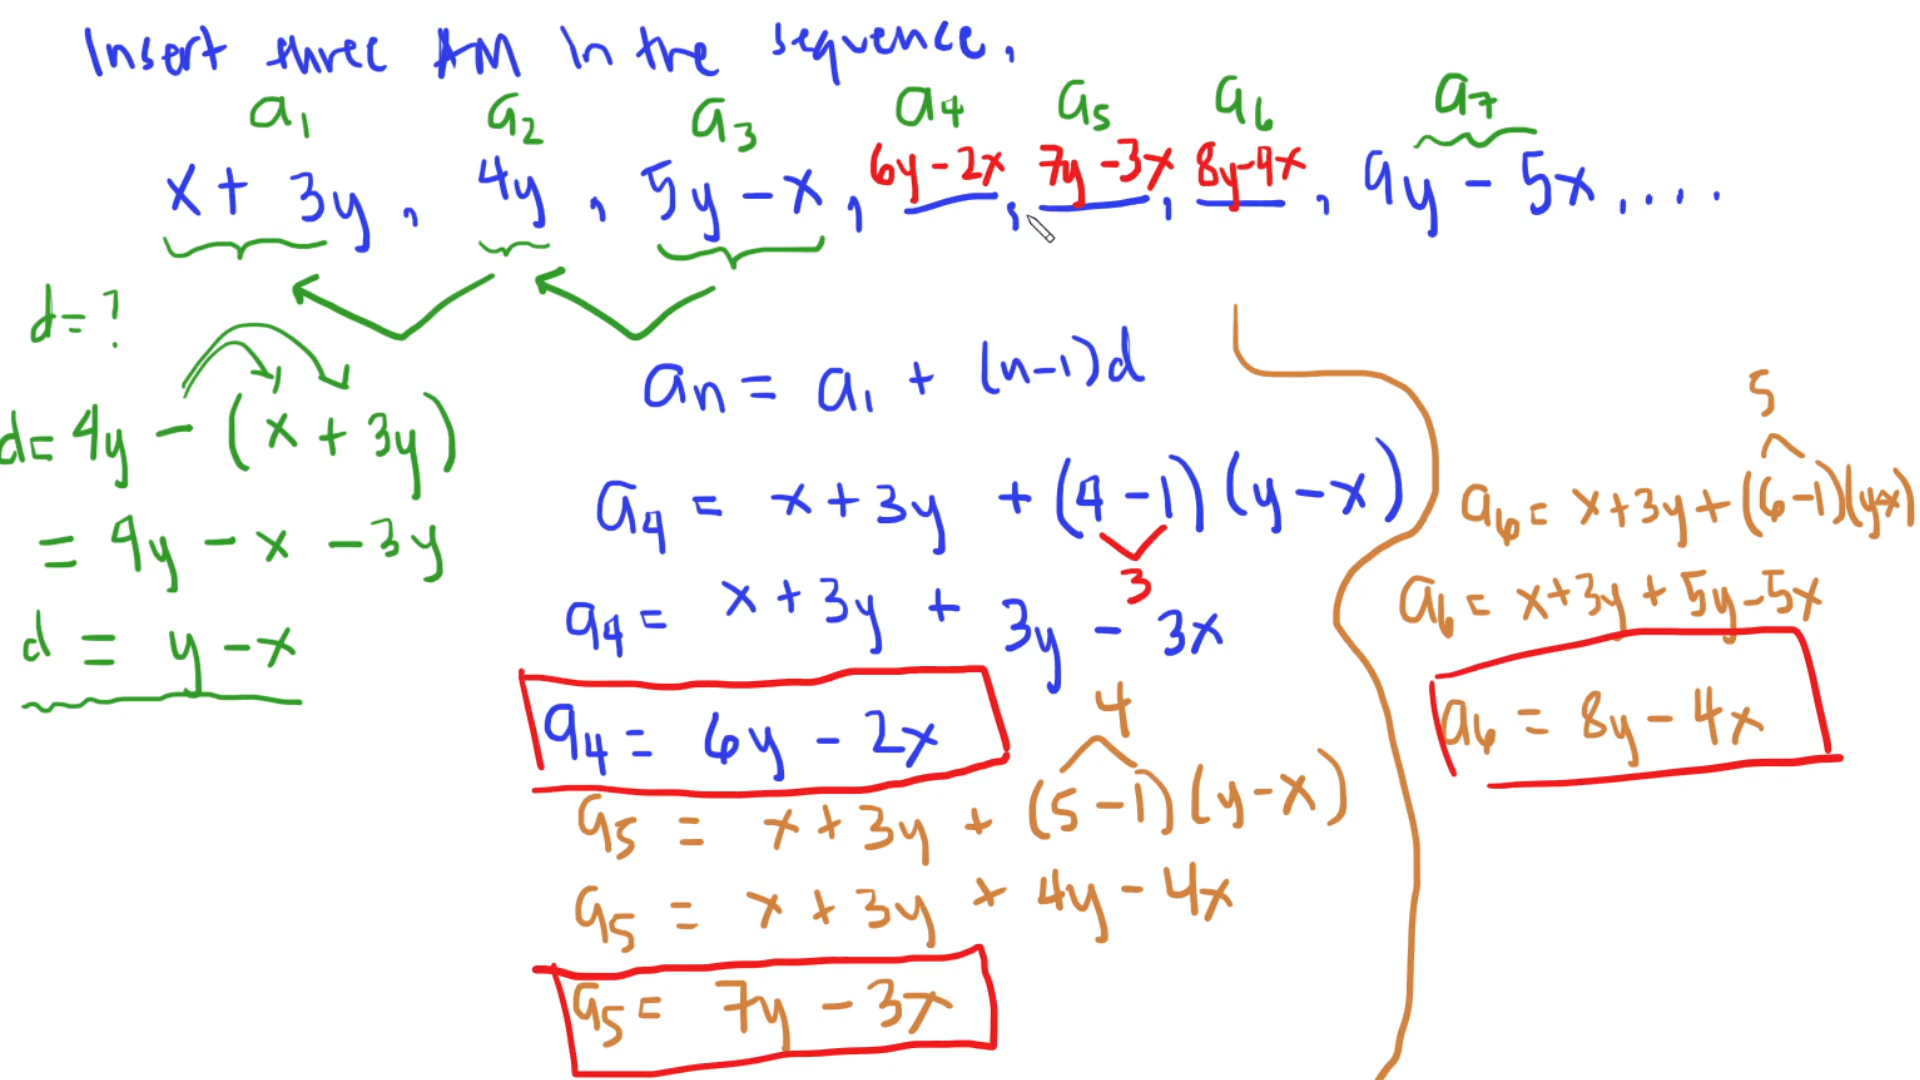 Insert three AM in the sequence.
a₁ a₂ a₃ a₄ a₅ a₆ a₇
x + 3y, 4y, 5y - x, 6y - 2x, 7y - 3x, 8y - 4x, 9y - 5x, ....
d = ?
d = 4y - (x + 3y)
= 4y - x - 3y
d = y - x
aₙ = a₁ + (n-1)d
a₄ = x + 3y + (4 - 1)(y - x)
3
a₄ = x + 3y + 3y - 3x
a₄ = 6y - 2x
4
a₅ = x + 3y + (5 - 1)(y - x)
a₅ = x + 3y + 4y - 4x
a₅ = 7y - 3x
5
a₆ = x + 3y + (6 - 1)(y - x)
a₆ = x + 3y + 5y - 5x
a₆ = 8y - 4x